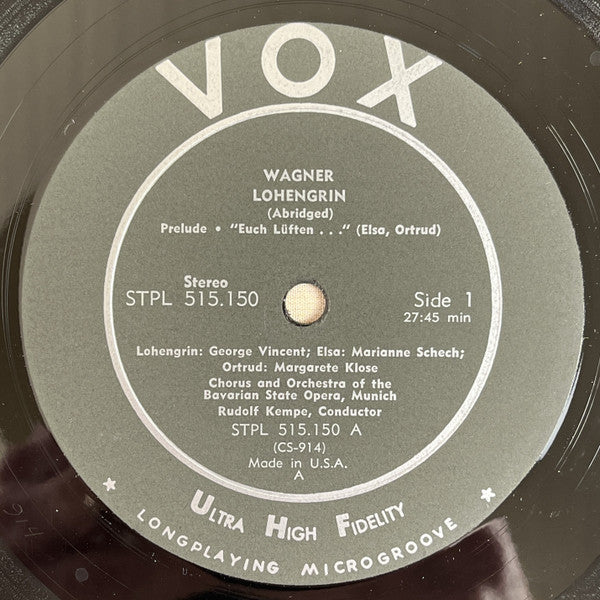 VOX
WAGNER
LOHENGRIN
(Abridged)
Prelude • "Euch Lüften . . ." (Elsa, Ortrud)
Stereo
STPL 515.150
Side 1
27:45 min
Lohengrin: George Vincent; Elsa: Marianne Schech;
Ortrud: Margarete Klose
Chorus and Orchestra of the
Bavarian State Opera, Munich
Rudolf Kempe, Conductor
STPL 515.150 A
(CS-914)
Made in U.S.A.
A
ULTRA HIGH FIDELITY
★ LONGPLAYING MICROGROOVE ★
914